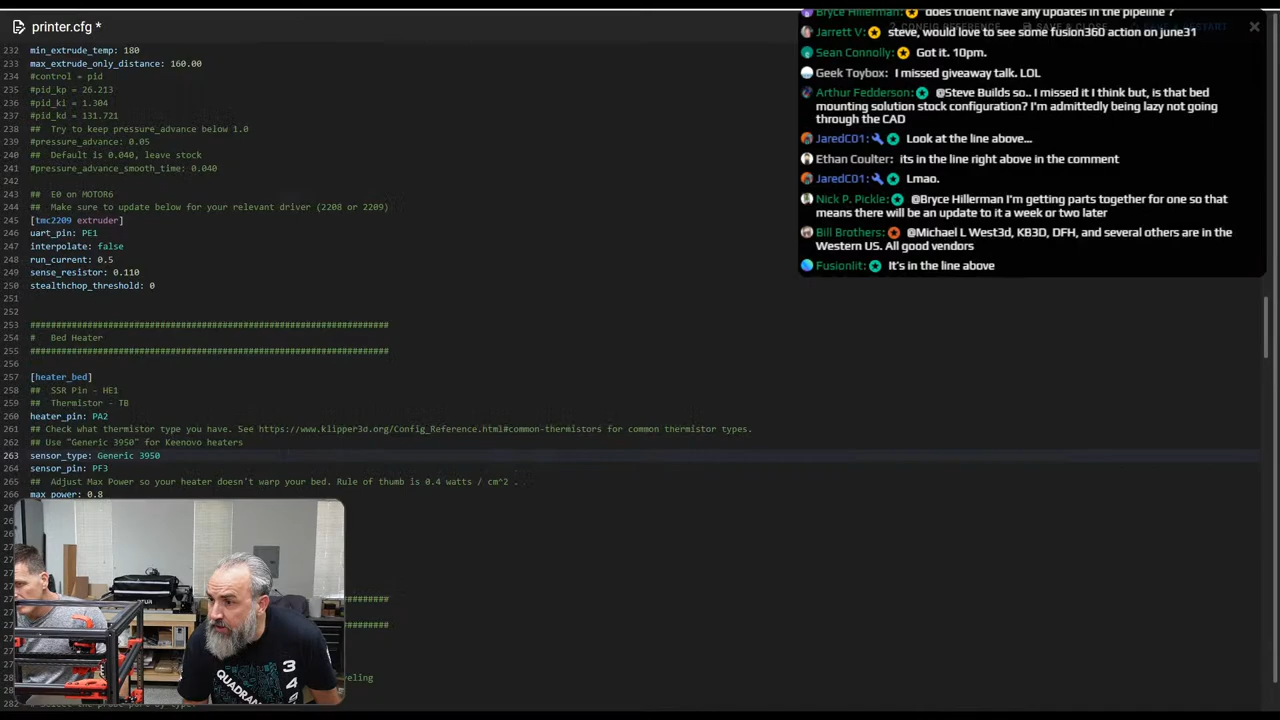 printer.cfg *
232 min_extrude_temp: 180
233 max_extrude_only_distance: 160.00
234 #control = pid
235 #pid_kp = 26.213
236 #pid_ki = 1.304
237 #pid_kd = 131.721
238 ## Try to keep pressure_advance below 1.0
239 #pressure_advance: 0.05
240 ## Default is 0.040, leave stock
241 #pressure_advance_smooth_time: 0.040
242
243 ## E0 on MOTOR6
244 ## Make sure to update below for your relevant driver (2208 or 2209)
245 [tmc2209 extruder]
246 uart_pin: PE1
247 interpolate: false
248 run_current: 0.5
249 sense_resistor: 0.110
250 stealthchop_threshold: 0
251
252
253 #####################################################################
254 # Bed Heater
255 #####################################################################
256
257 [heater_bed]
258 ## SSR Pin - HE1
259 ## Thermistor - TB
260 heater_pin: PA2
261 ## Check what thermistor type you have. See https://www.klipper3d.org/Config_Reference.html#common-thermistors for common thermistor types.
262 ## Use "Generic 3950" for Keenovo heaters
263 sensor_type: Generic 3950
264 sensor_pin: PF3
265 ## Adjust Max Power so your heater doesn't warp your bed. Rule of thumb is 0.4 watts / cm^2 .
266 max_power: 0.8
#########
#########
eling
282
Bryce Hillerman: does trident have any updates in the pipeline ?
CONFIG REFERENCE SAVE & CLOSE RESTART
Jarrett V: steve, would love to see some fusion360 action on june31
Sean Connolly: Got it. 10pm.
Geek Toybox: I missed giveaway talk. LOL
Arthur Fedderson: @Steve Builds so.. I missed it I think but, is that bed
mounting solution stock configuration? I'm admittedly being lazy not going
through the CAD
JaredC01: Look at the line above...
Ethan Coulter: its in the line right above in the comment
JaredC01: Lmao.
Nick P. Pickle: @Bryce Hillerman I'm getting parts together for one so that
means there will be an update to it a week or two later
Bill Brothers: @Michael L West3d, KB3D, DFH, and several others are in the
Western US. All good vendors
Fusionlit: It's in the line above
QUADRAN
3
4